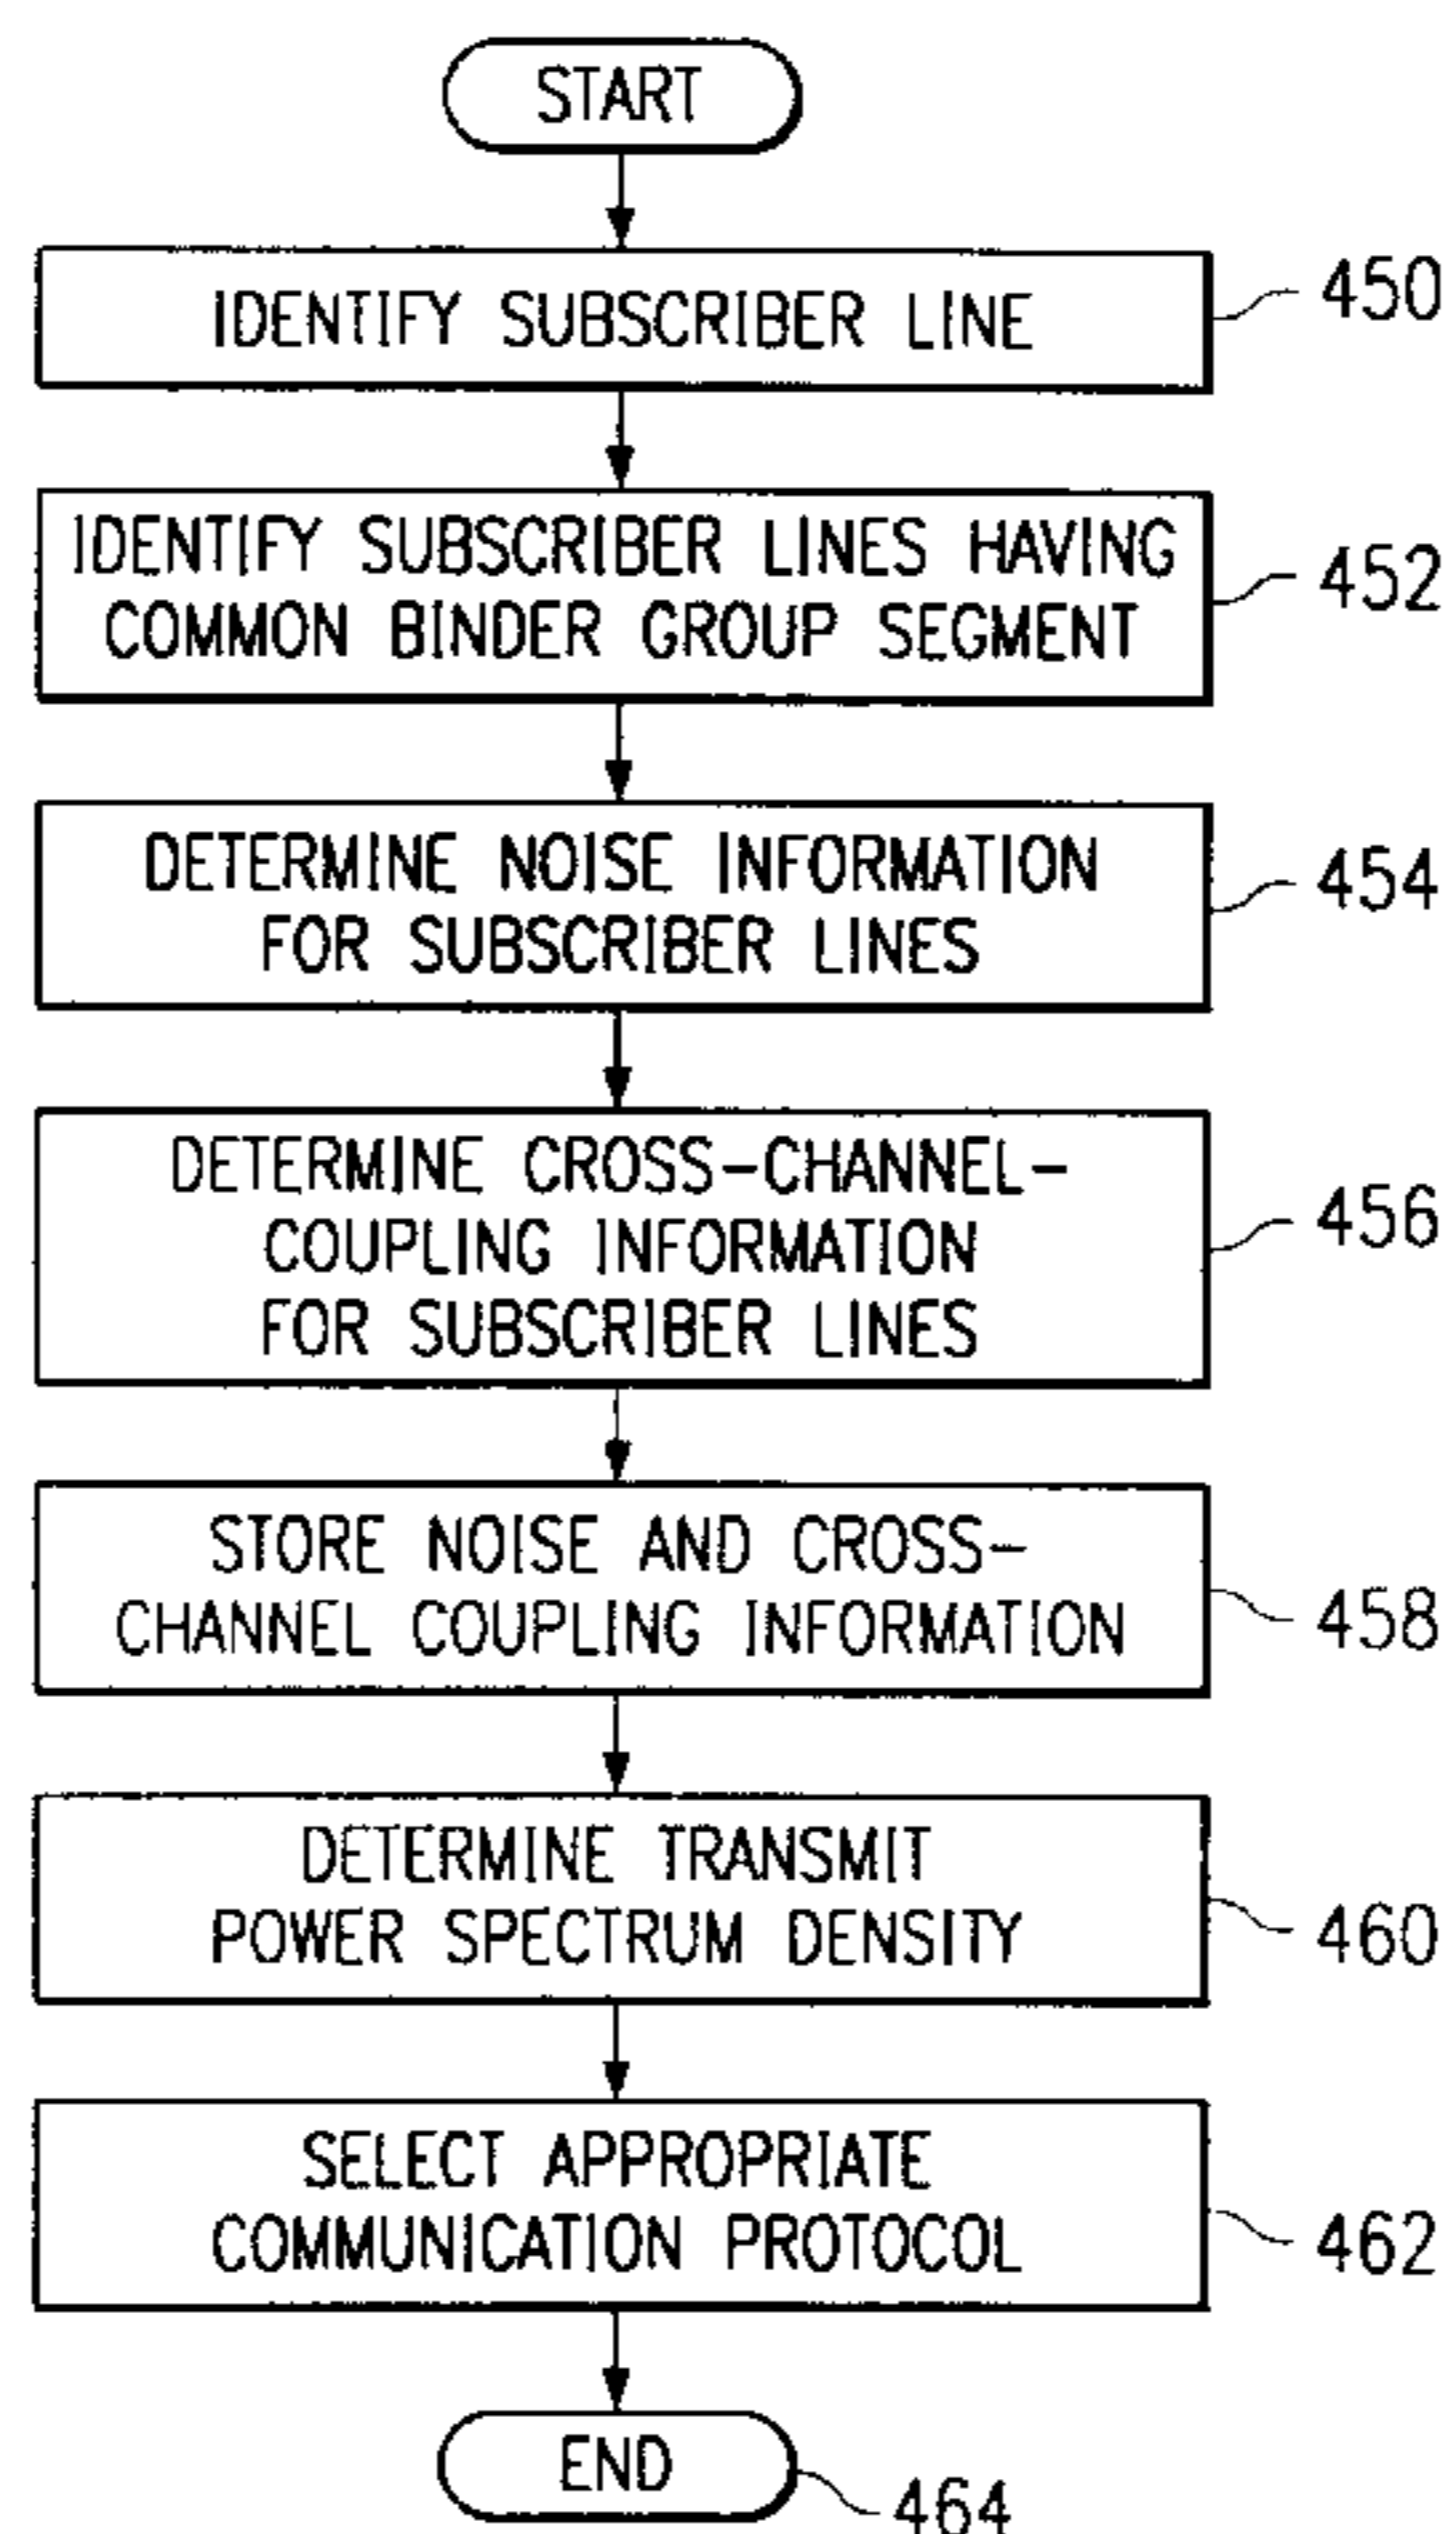 START
IDENTIFY SUBSCRIBER LINE
450
IDENTIFY SUBSCRIBER LINES HAVING
COMMON BINDER GROUP SEGMENT
452
DETERMINE NOISE INFORMATION
FOR SUBSCRIBER LINES
454
DETERMINE CROSS-CHANNEL-
COUPLING INFORMATION
FOR SUBSCRIBER LINES
456
STORE NOISE AND CROSS-
CHANNEL COUPLING INFORMATION
458
DETERMINE TRANSMIT
POWER SPECTRUM DENSITY
460
SELECT APPROPRIATE
COMMUNICATION PROTOCOL
462
END
464